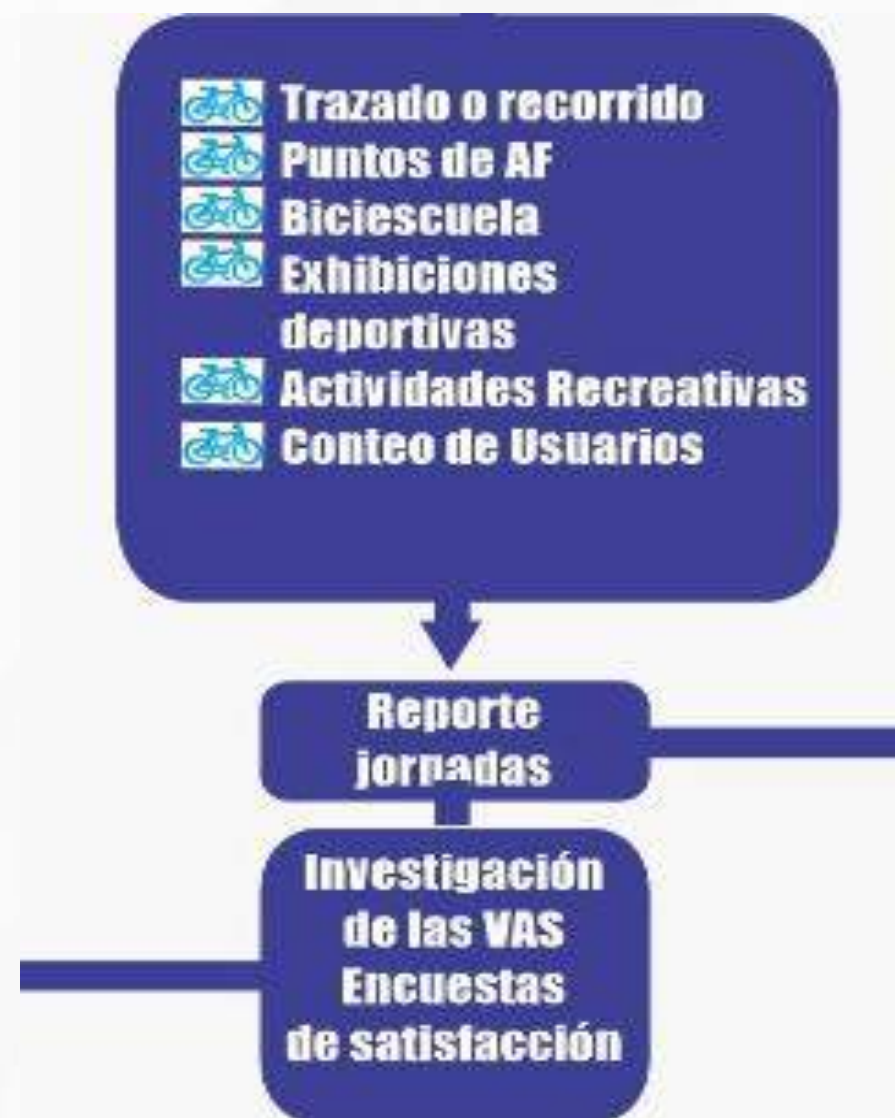 Trazado o recorrido
Puntos de AF
Biciescuela
Exhibiciones
deportivas
Actividades Recreativas
Conteo de Usuarios
Reporte
jornadas
Investigación
de las VAS
Encuestas
de satisfacción